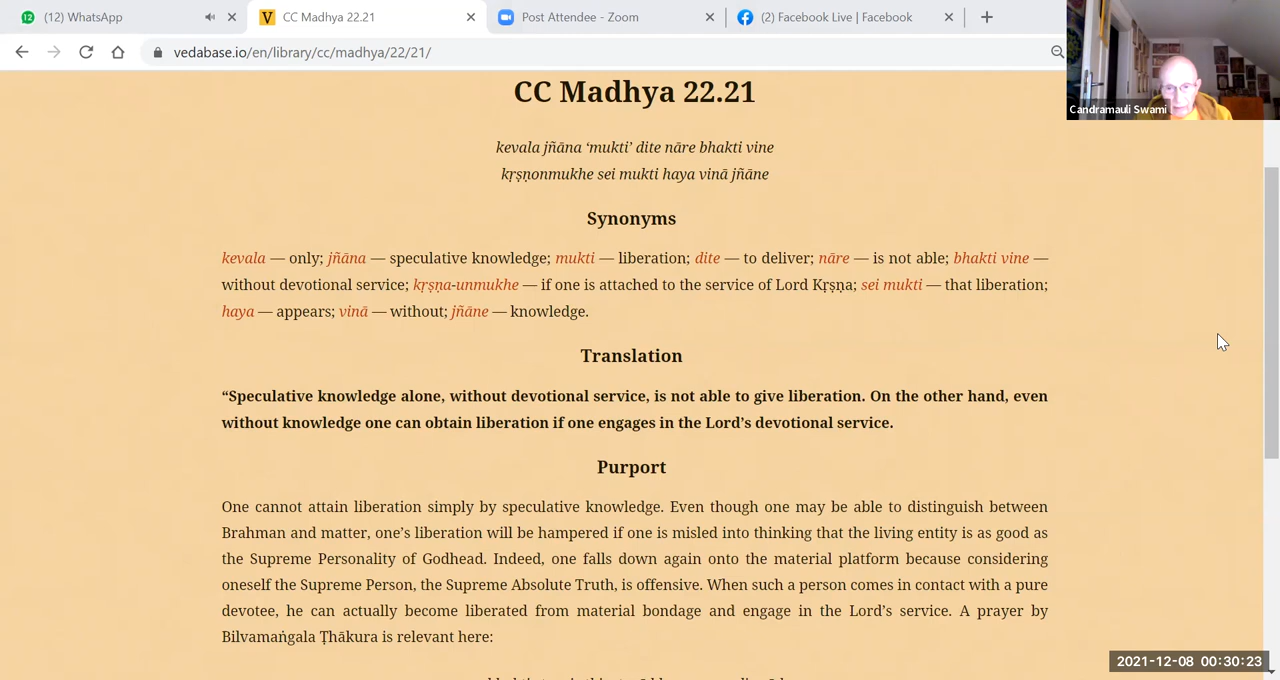 (12) WhatsApp
CC Madhya 22.21
Post Attendee - Zoom
(2) Facebook Live | Facebook
vedabase.io/en/library/cc/madhya/22/21/
Candramauli Swami
CC Madhya 22.21
kevala jñāna ‘mukti’ dite nāre bhakti vine
kṛṣṇonmukhe sei mukti haya vinā jñāne
Synonyms
kevala — only; jñāna — speculative knowledge; mukti — liberation; dite — to deliver; nāre — is not able; bhakti vine —
without devotional service; kṛṣṇa-unmukhe — if one is attached to the service of Lord Kṛṣṇa; sei mukti — that liberation;
haya — appears; vinā — without; jñāne — knowledge.
Translation
“Speculative knowledge alone, without devotional service, is not able to give liberation. On the other hand, even
without knowledge one can obtain liberation if one engages in the Lord’s devotional service.
Purport
One cannot attain liberation simply by speculative knowledge. Even though one may be able to distinguish between
Brahman and matter, one’s liberation will be hampered if one is misled into thinking that the living entity is as good as
the Supreme Personality of Godhead. Indeed, one falls down again onto the material platform because considering
oneself the Supreme Person, the Supreme Absolute Truth, is offensive. When such a person comes in contact with a pure
devotee, he can actually become liberated from material bondage and engage in the Lord’s service. A prayer by
Bilvamaṅgala Ṭhākura is relevant here:
2021-12-08 00:30:23